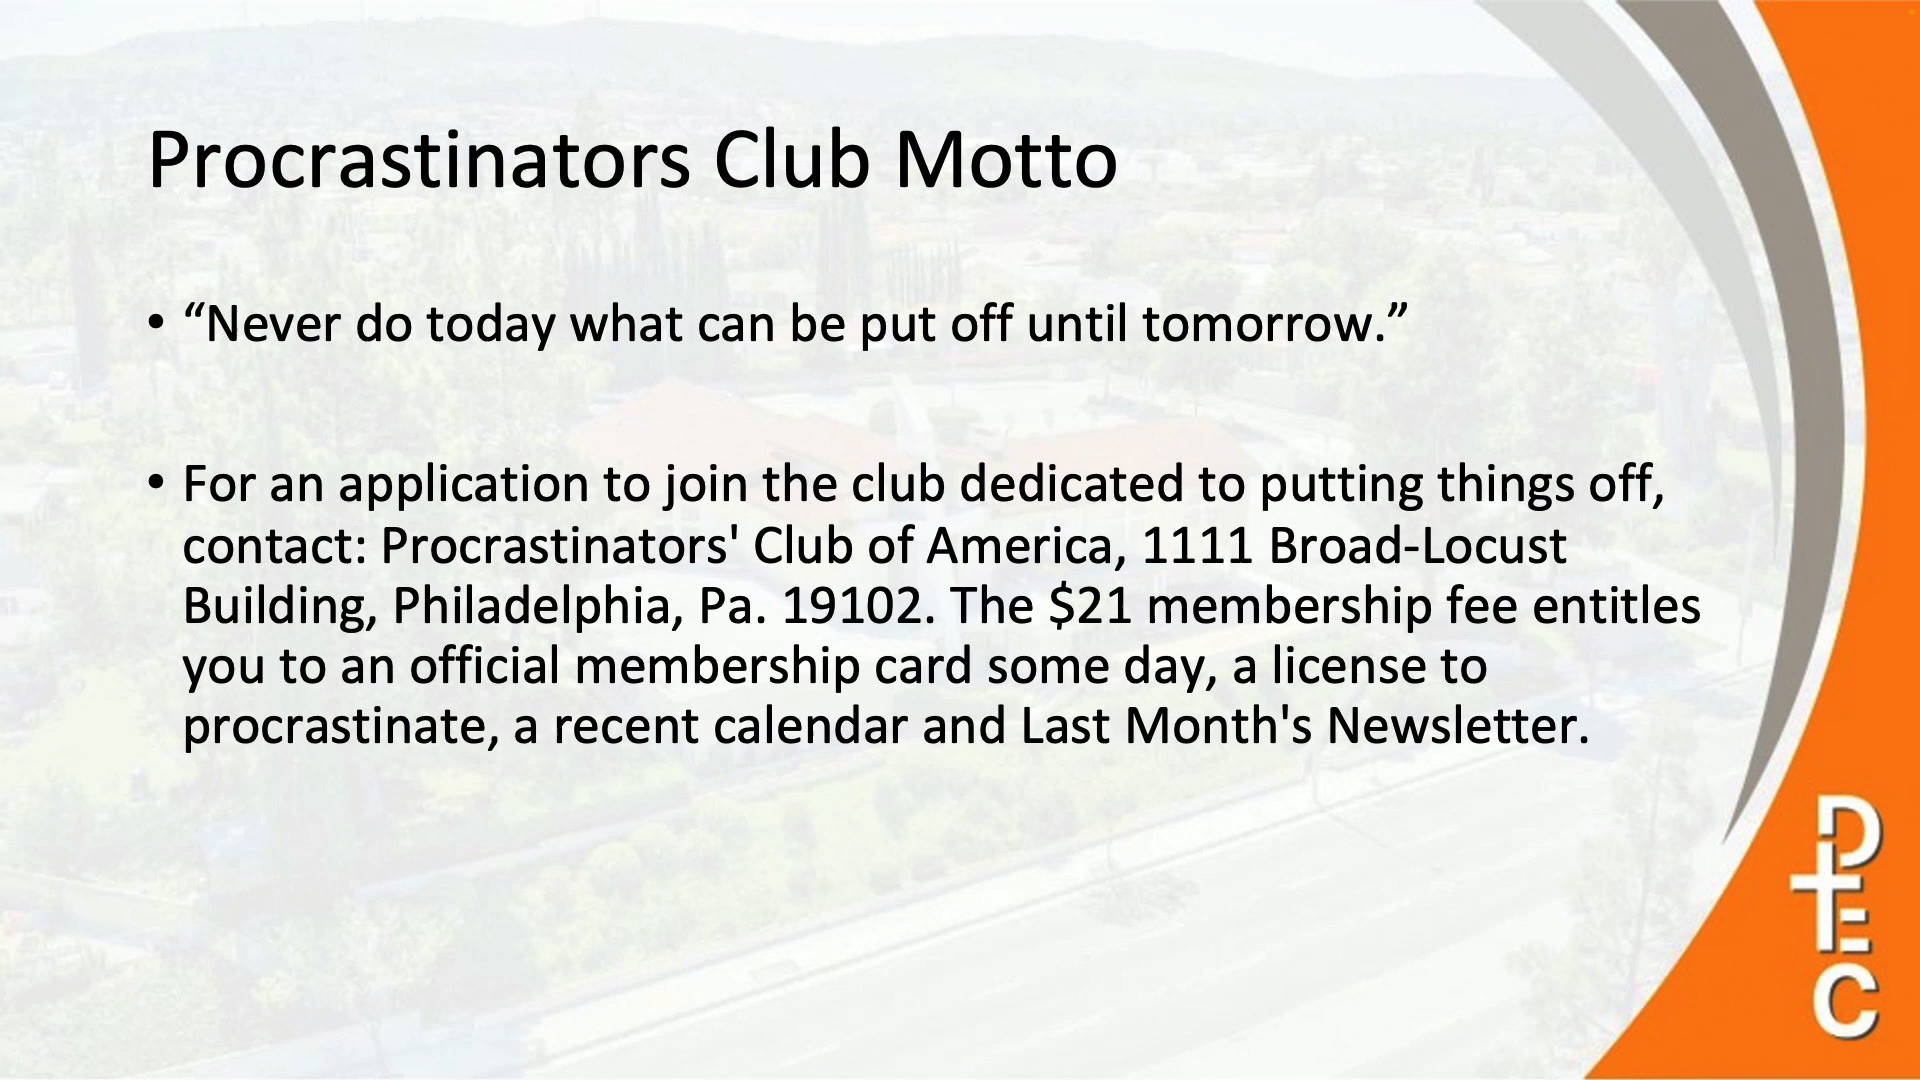 Procrastinators Club Motto
• “Never do today what can be put off until tomorrow.”
• For an application to join the club dedicated to putting things off,
contact: Procrastinators' Club of America, 1111 Broad-Locust
Building, Philadelphia, Pa. 19102. The $21 membership fee entitles
you to an official membership card some day, a license to
procrastinate, a recent calendar and Last Month's Newsletter.
D
E
C